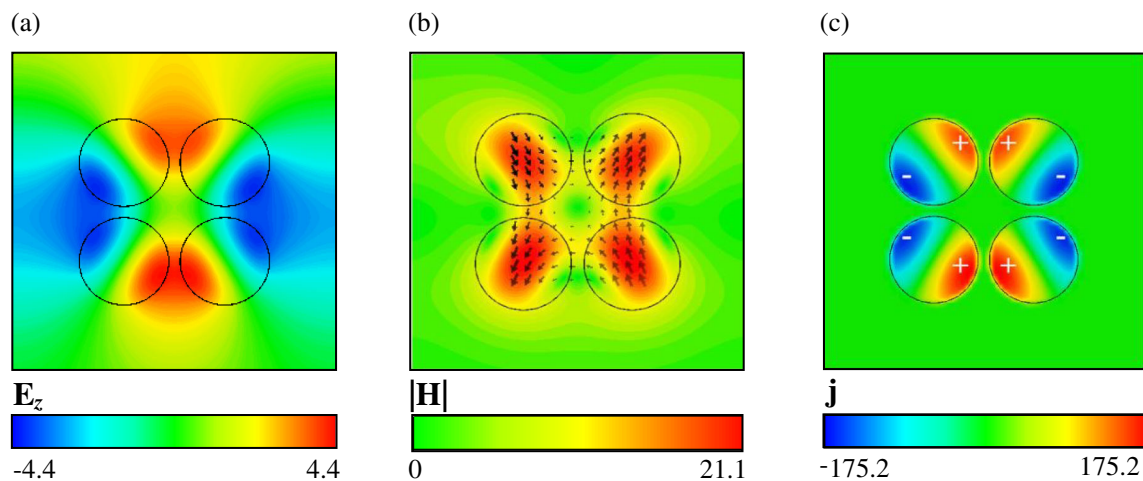 (a) (b) (c)
+ +
- -
- -
+ +
E_z |H| j
-4.4 4.4 0 21.1 -175.2 175.2